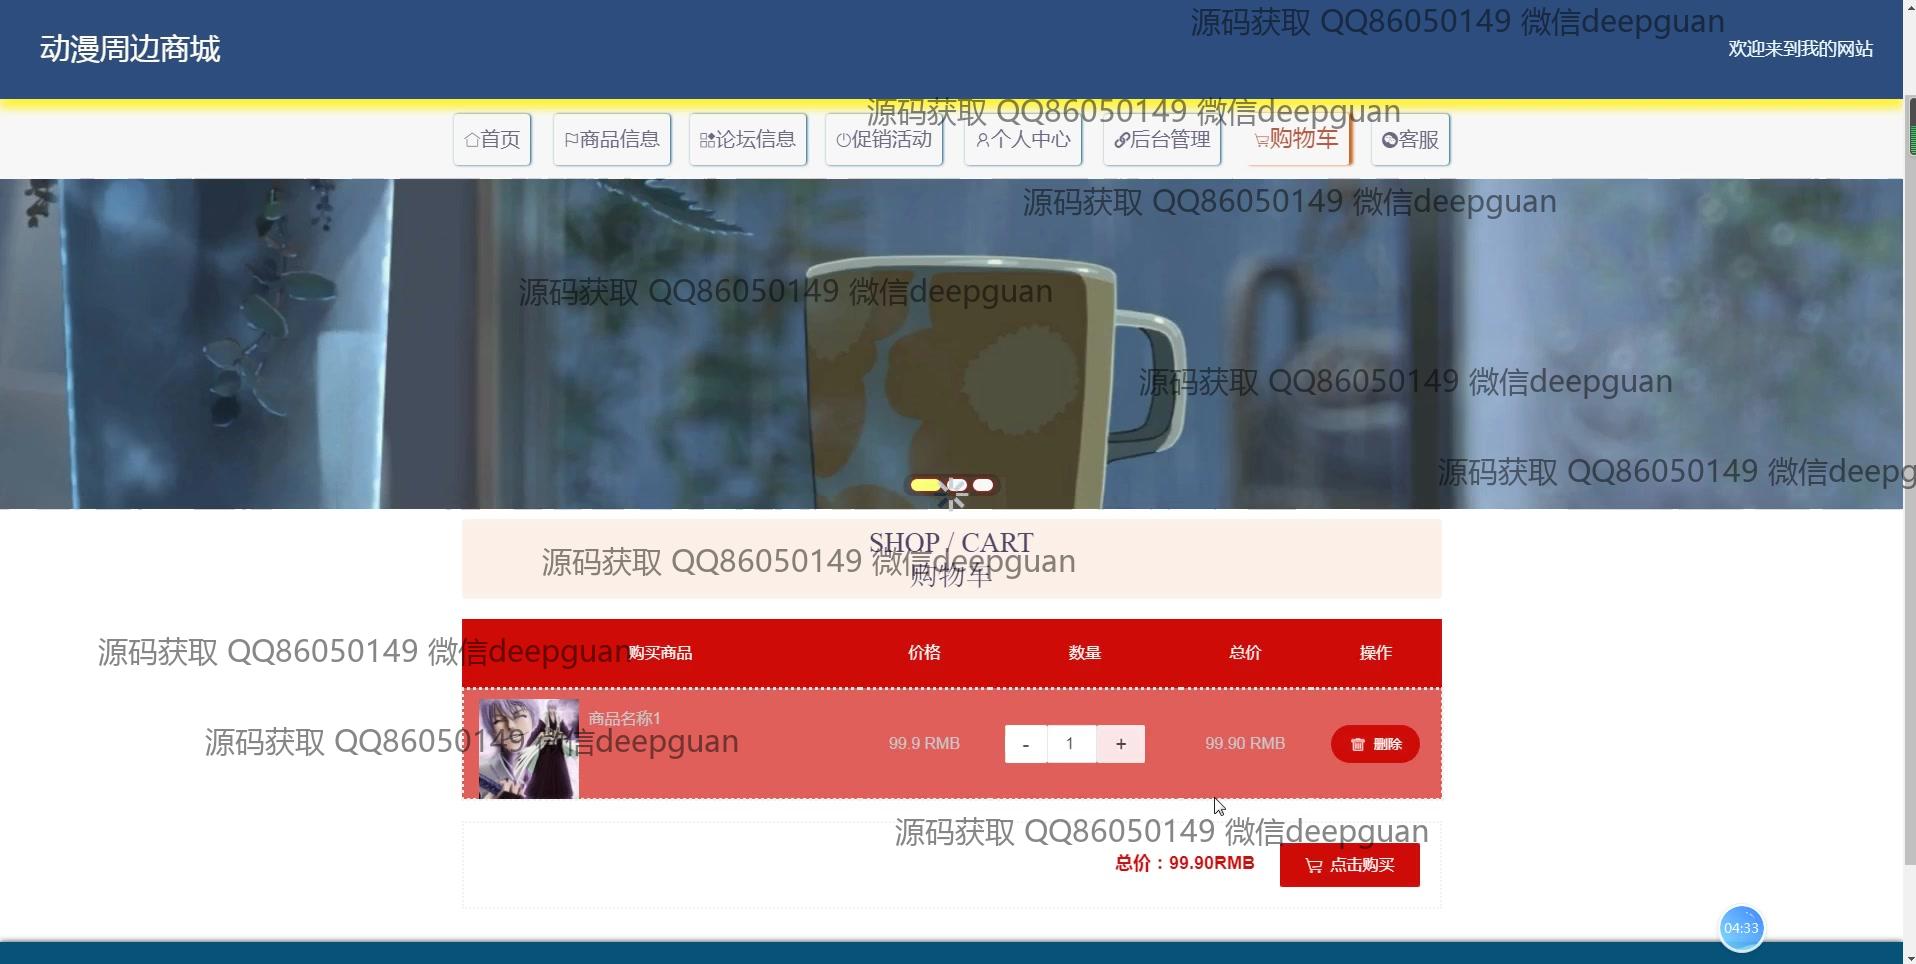 源码获取 QQ86050149 微信deepguan
动漫周边商城
欢迎来到我的网站
源码获取 QQ86050149 微信deepguan
首页
商品信息
论坛信息
促销活动
个人中心
后台管理
购物车
客服
源码获取 QQ86050149 微信deepguan
源码获取 QQ86050149 微信deepguan
源码获取 QQ86050149 微信deepguan
源码获取 QQ86050149 微信deepg
SHOP / CART
源码获取 QQ86050149 微信deepguan
购物车
源码获取 QQ86050149 微信deepguan
购买商品 价格 数量 总价 操作
商品名称1
源码获取 QQ86050149 微信deepguan
99.9 RMB - 1 + 99.90 RMB 删除
源码获取 QQ86050149 微信deepguan
总价：99.90RMB 点击购买
04:33